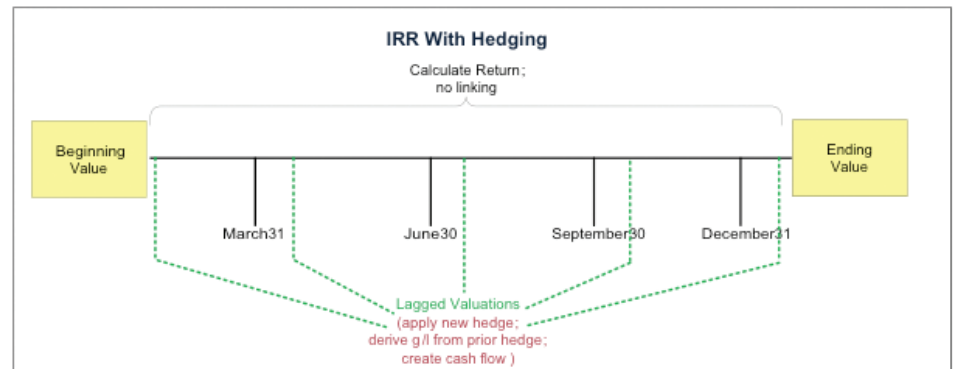 IRR With Hedging
Calculate Return;
no linking
Beginning
Value
Ending
Value
March31
June30
September30
December31
Lagged Valuations
(apply new hedge;
derive g/l from prior hedge;
create cash flow )